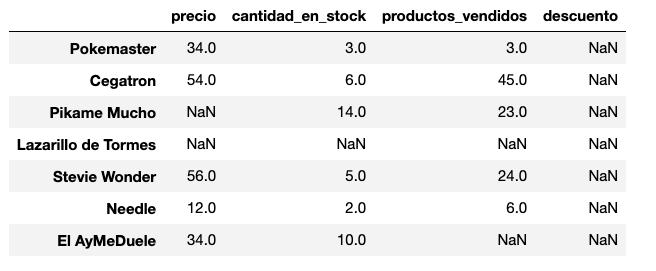 precio cantidad_en_stock productos_vendidos descuento
Pokemaster 34.0 3.0 3.0 NaN
Cegatron 54.0 6.0 45.0 NaN
Pikame Mucho NaN 14.0 23.0 NaN
Lazarillo de Tormes NaN NaN NaN NaN
Stevie Wonder 56.0 5.0 24.0 NaN
Needle 12.0 2.0 6.0 NaN
El AyMeDuele 34.0 10.0 NaN NaN